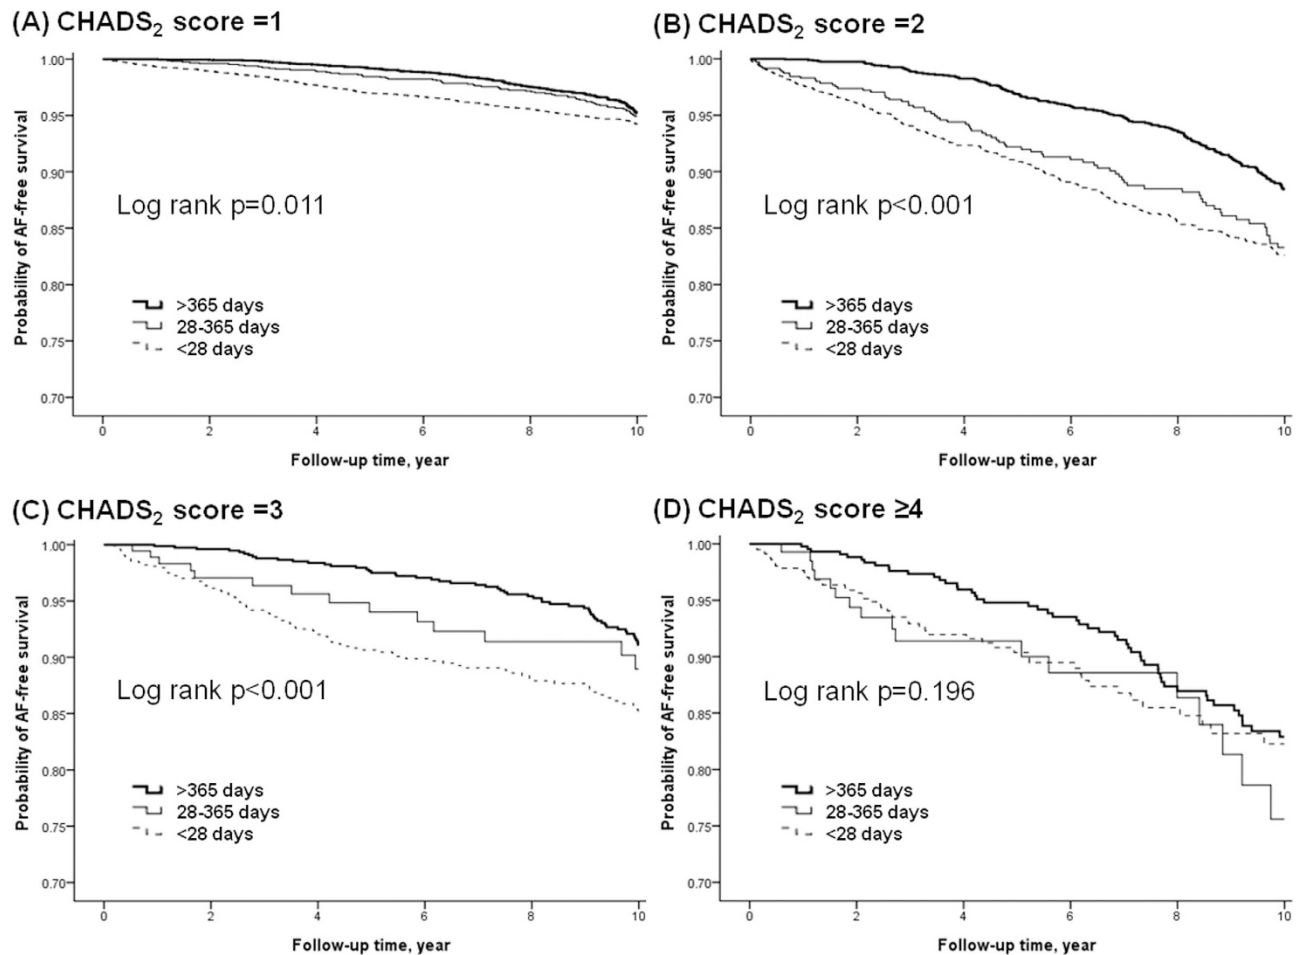 (A) CHADS₂ score =1
Probability of AF-free survival
1.00
0.95
0.90
0.85
0.80
0.75
0.70
Log rank p=0.011
>365 days
28-365 days
<28 days
0 2 4 6 8 10
Follow-up time, year
(B) CHADS₂ score =2
Probability of AF-free survival
1.00
0.95
0.90
0.85
0.80
0.75
0.70
Log rank p<0.001
>365 days
28-365 days
<28 days
0 2 4 6 8 10
Follow-up time, year
(C) CHADS₂ score =3
Probability of AF-free survival
1.00
0.95
0.90
0.85
0.80
0.75
0.70
Log rank p<0.001
>365 days
28-365 days
<28 days
0 2 4 6 8 10
Follow-up time, year
(D) CHADS₂ score ≥4
Probability of AF-free survival
1.00
0.95
0.90
0.85
0.80
0.75
0.70
Log rank p=0.196
>365 days
28-365 days
<28 days
0 2 4 6 8 10
Follow-up time, year